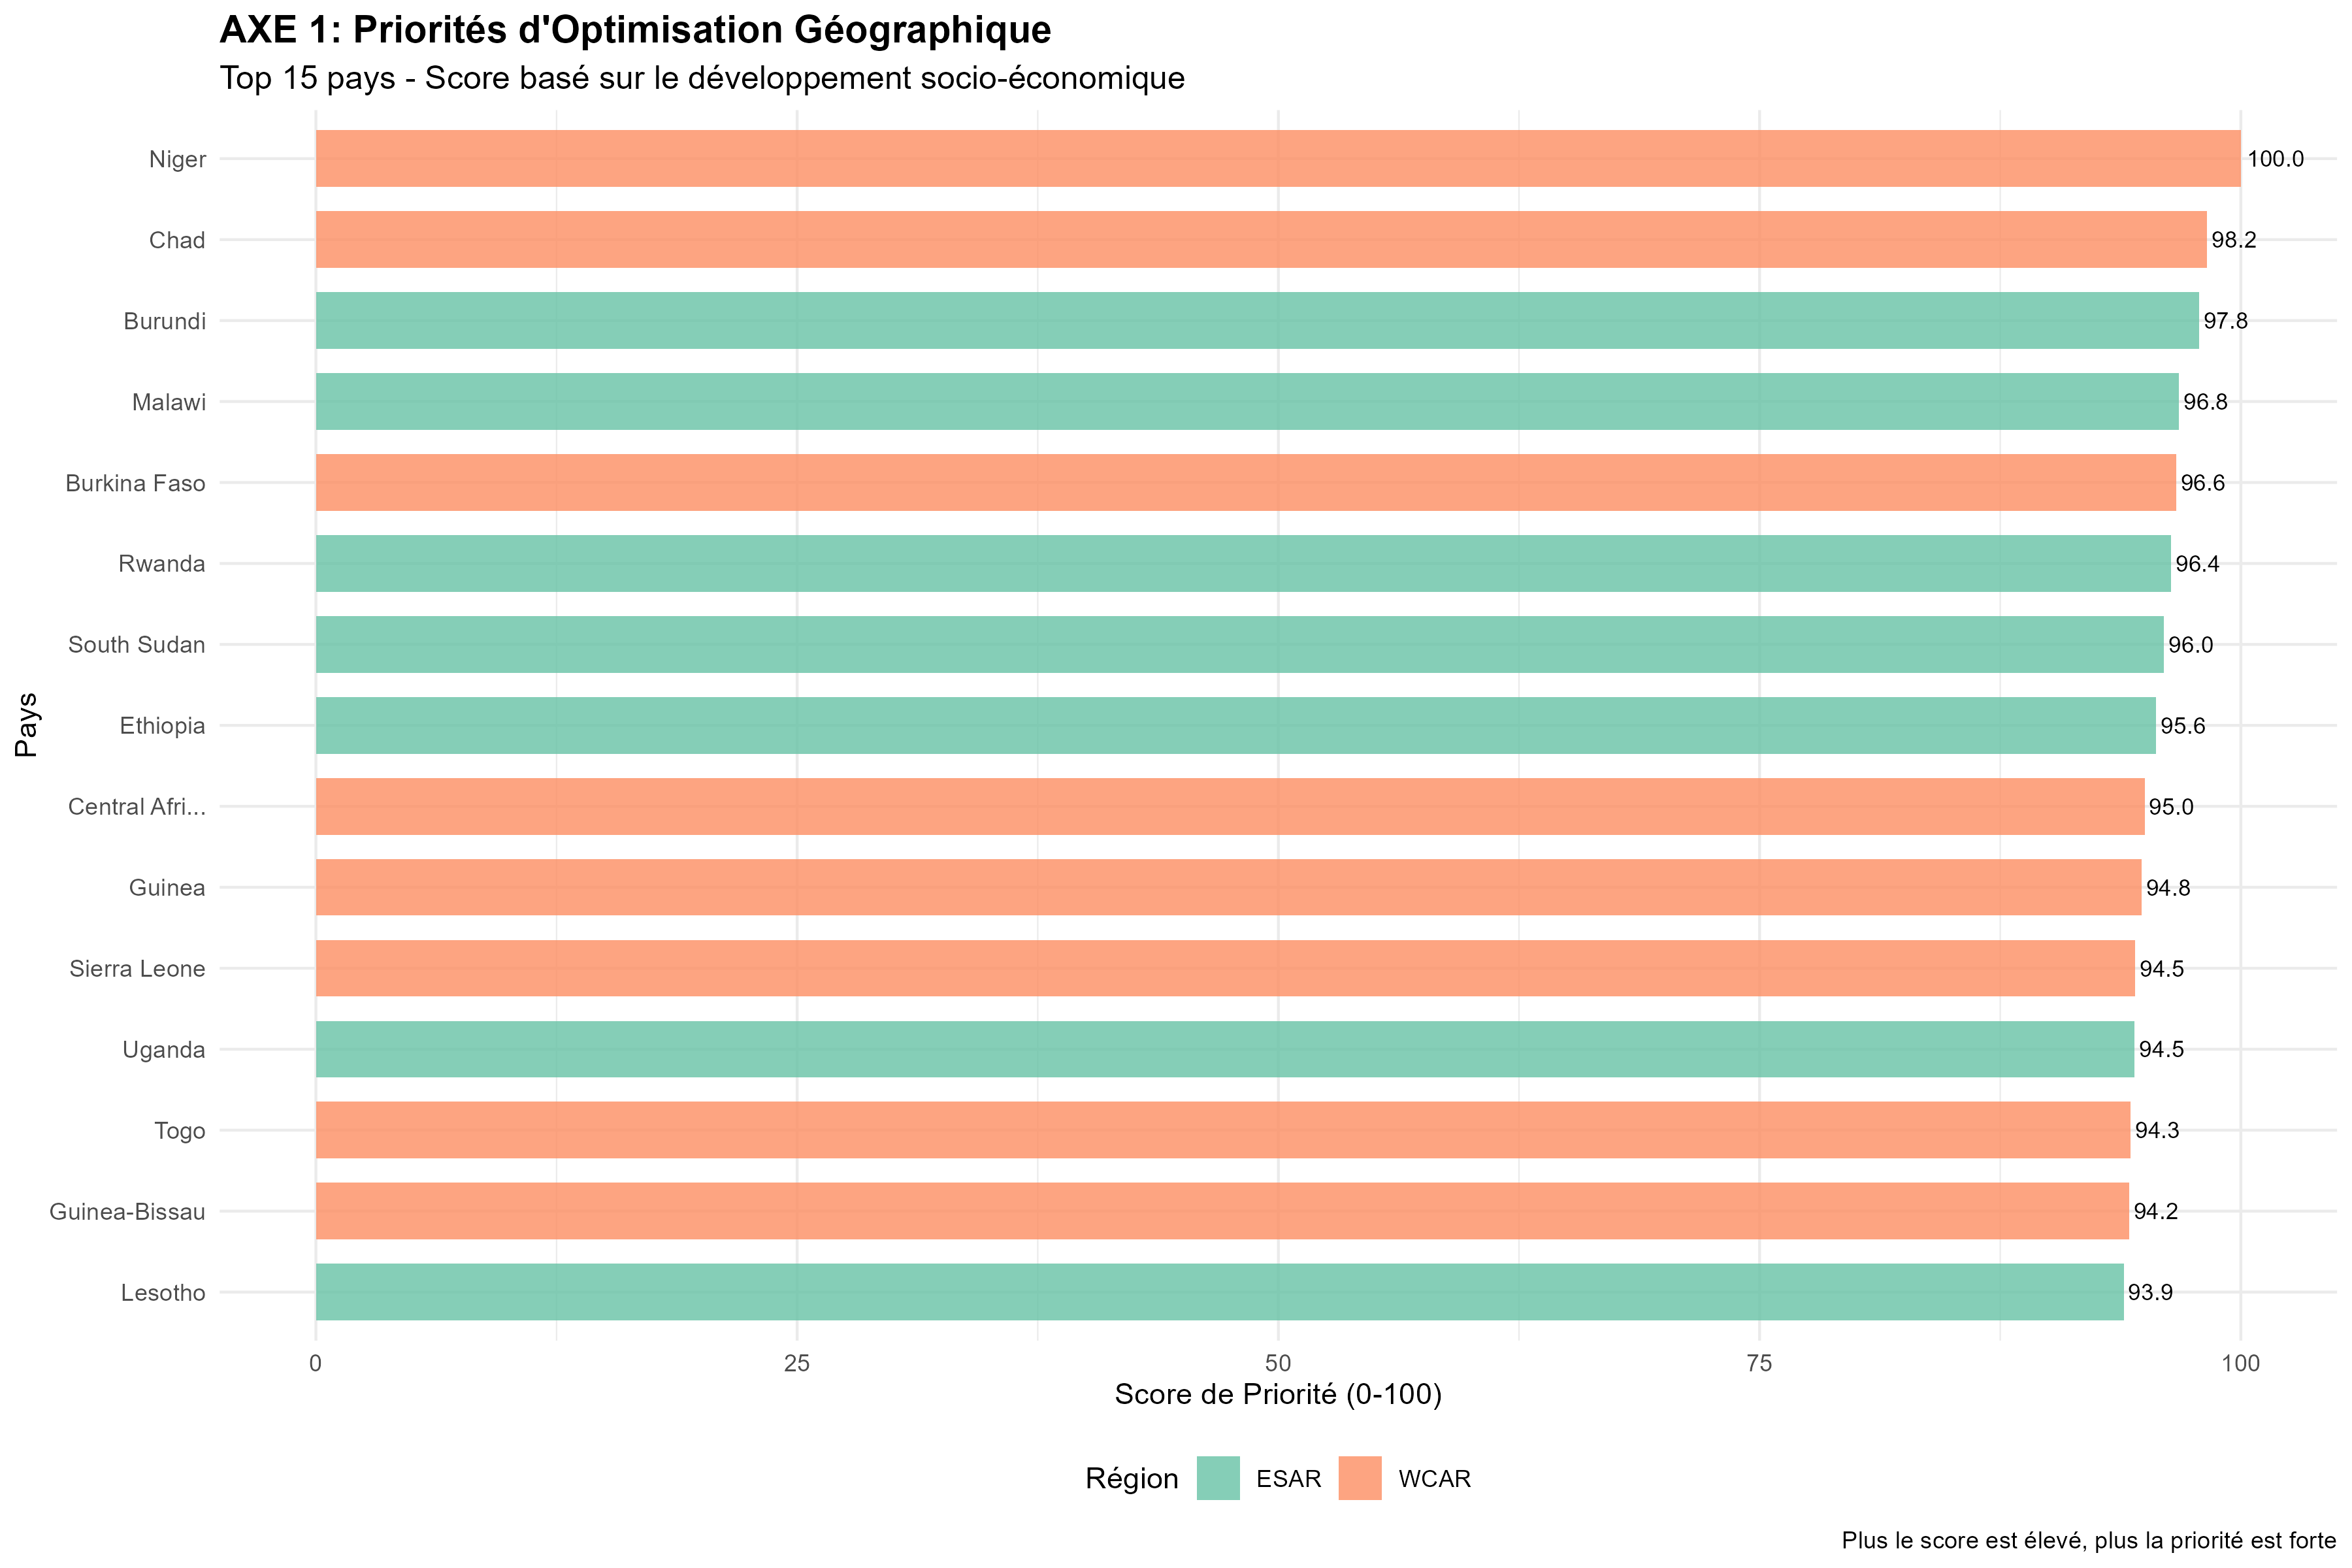 AXE 1: Priorités d'Optimisation Géographique
Top 15 pays - Score basé sur le développement socio-économique
Pays
Niger 100.0
Chad 98.2
Burundi 97.8
Malawi 96.8
Burkina Faso 96.6
Rwanda 96.4
South Sudan 96.0
Ethiopia 95.6
Central Afri... 95.0
Guinea 94.8
Sierra Leone 94.5
Uganda 94.5
Togo 94.3
Guinea-Bissau 94.2
Lesotho 93.9
0 25 50 75 100
Score de Priorité (0-100)
Région ESAR WCAR
Plus le score est élevé, plus la priorité est forte